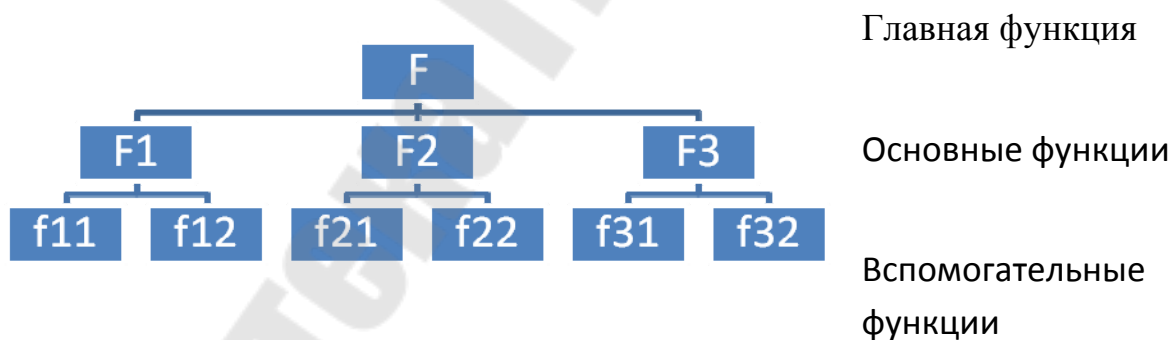 Главная функция
F
F1 F2 F3
Основные функции
f11 f12 f21 f22 f31 f32
Вспомогательные
функции